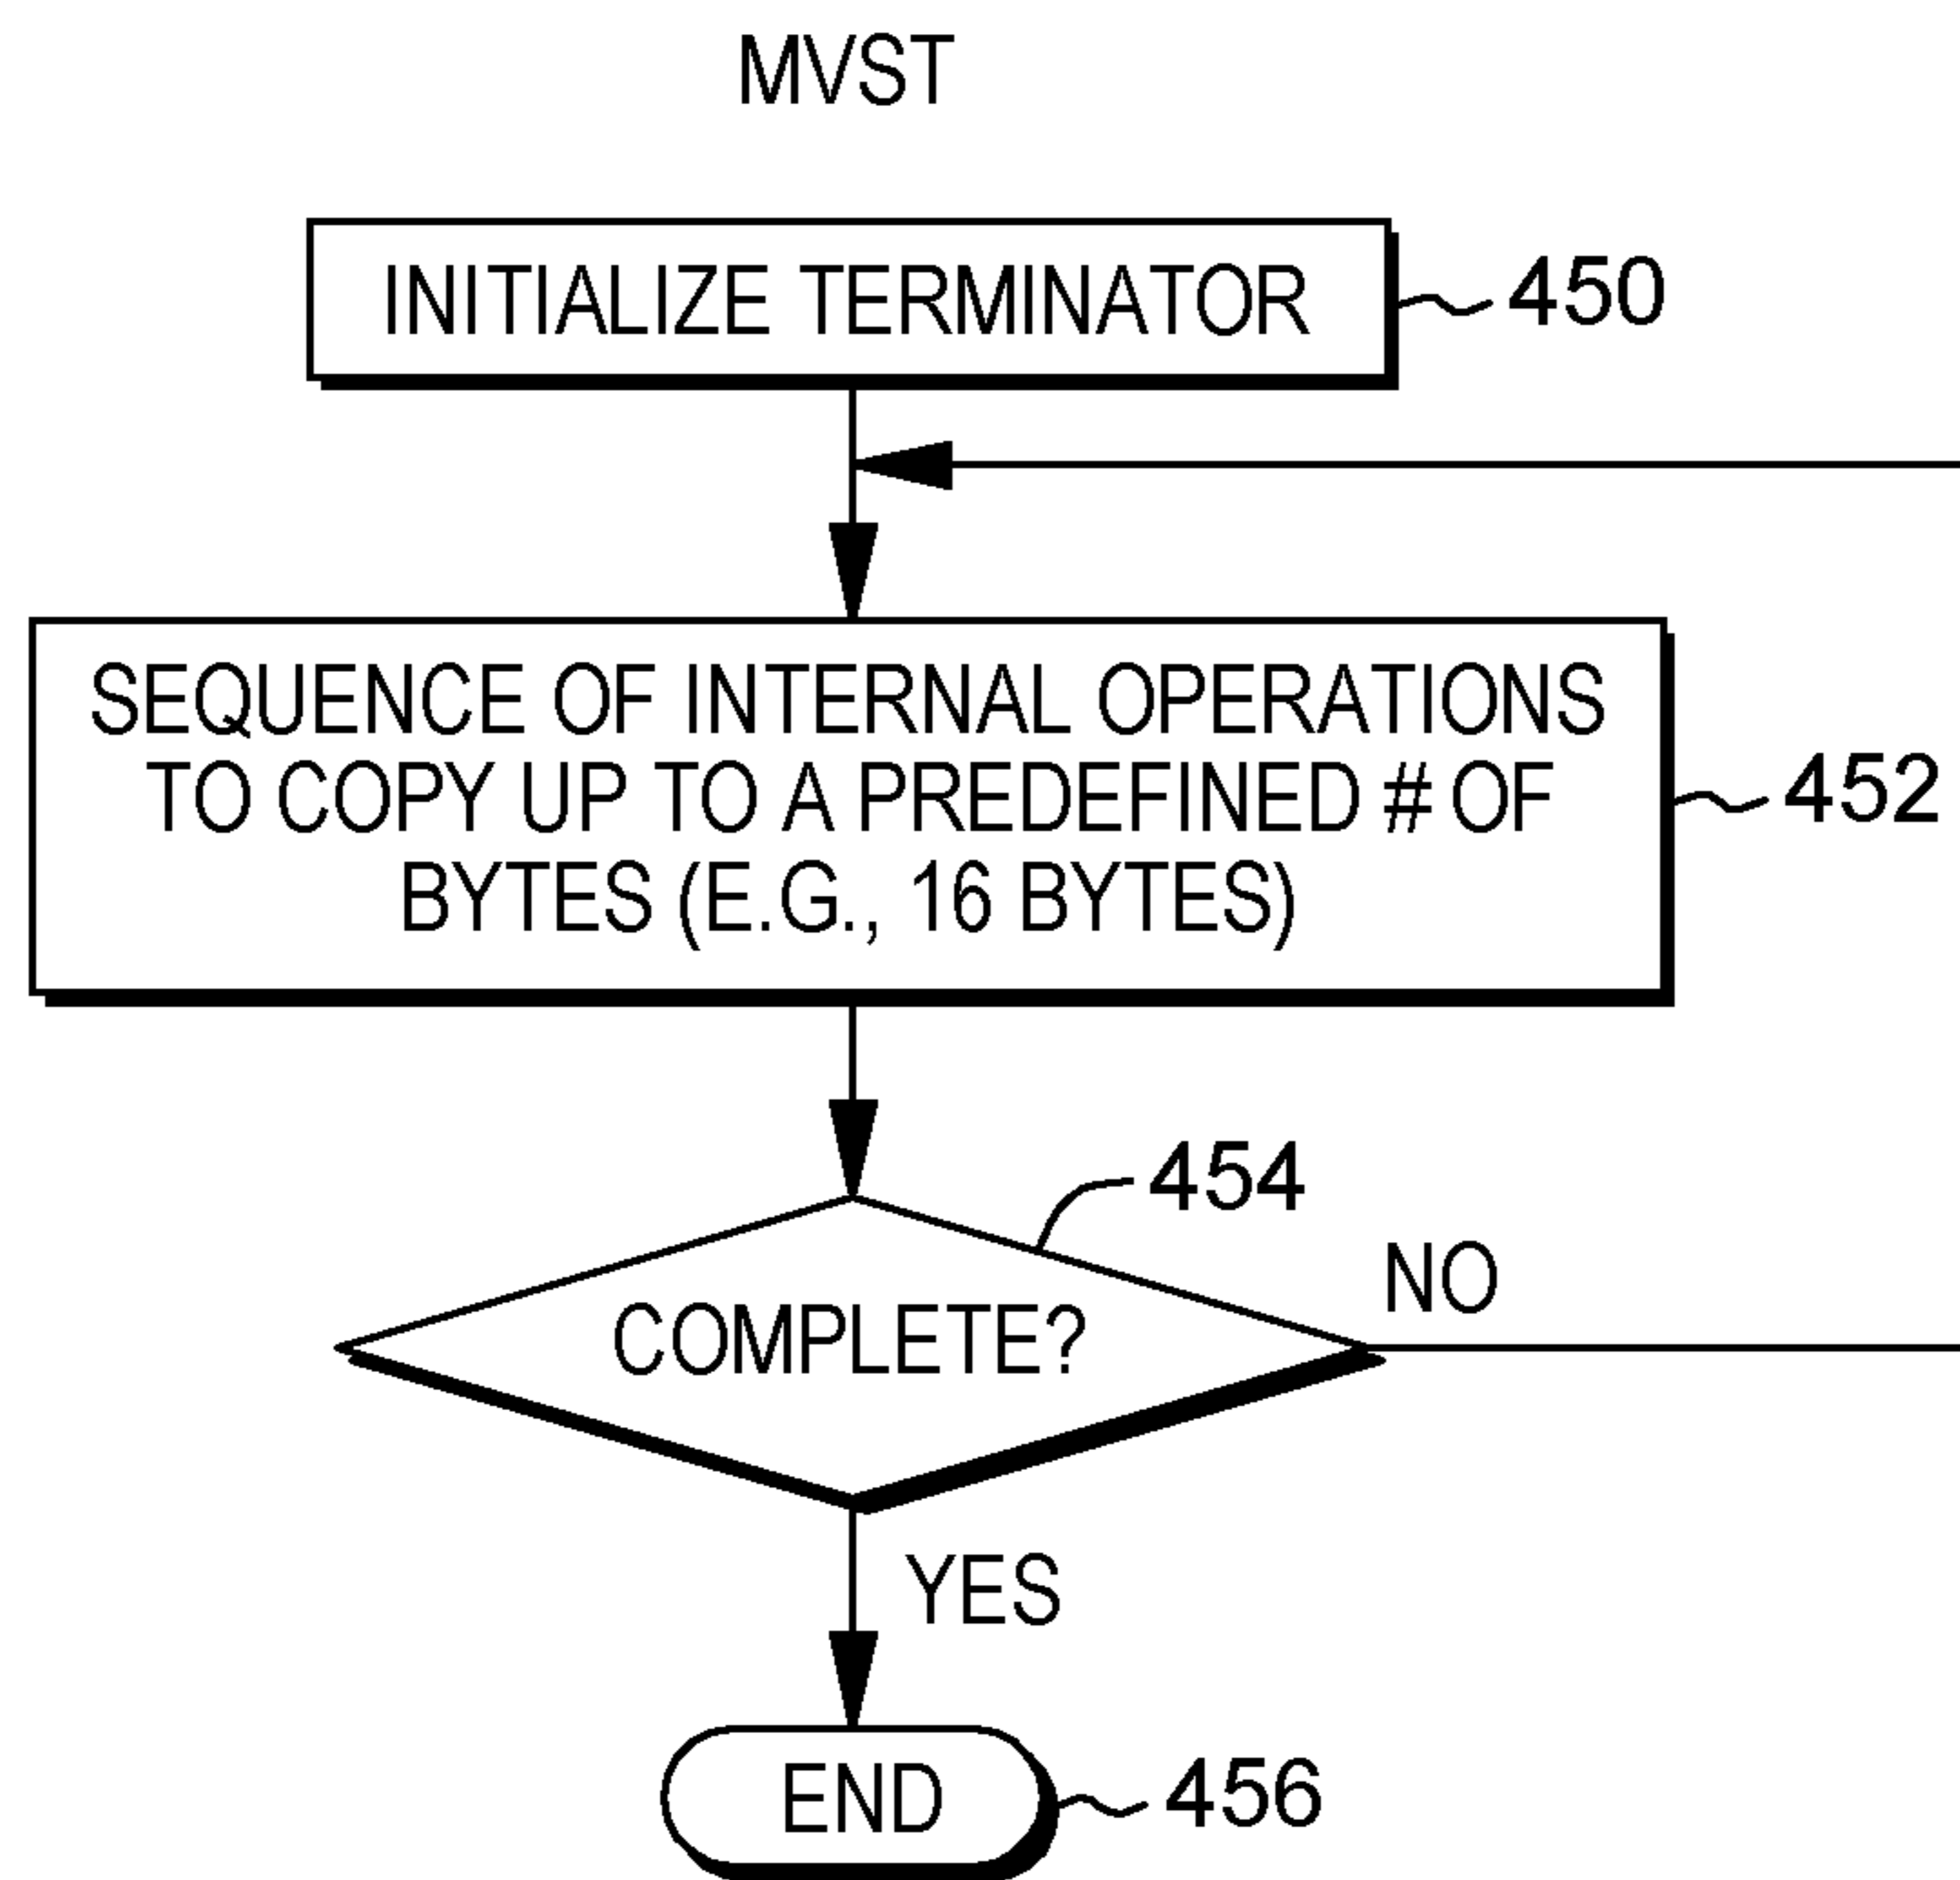 MVST
INITIALIZE TERMINATOR
450
SEQUENCE OF INTERNAL OPERATIONS
TO COPY UP TO A PREDEFINED # OF
BYTES (E.G., 16 BYTES)
452
454
COMPLETE?
NO
YES
END
456